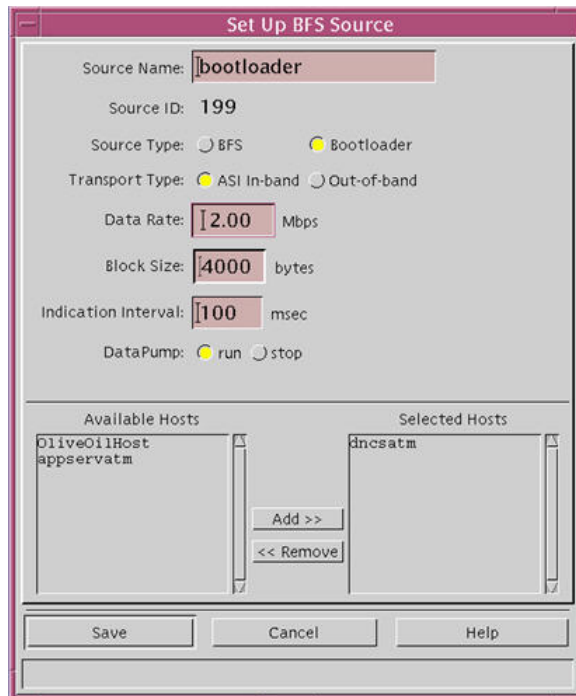 Set Up BFS Source
Source Name: bootloader
Source ID: 199
Source Type: BFS Bootloader
Transport Type: ASI In-band Out-of-band
Data Rate: 2.00 Mbps
Block Size: 4000 bytes
Indication Interval: 100 msec
DataPump: run stop
Available Hosts Selected Hosts
OliveOilHost dncsatm
appservatm
Add >>
<< Remove
Save Cancel Help